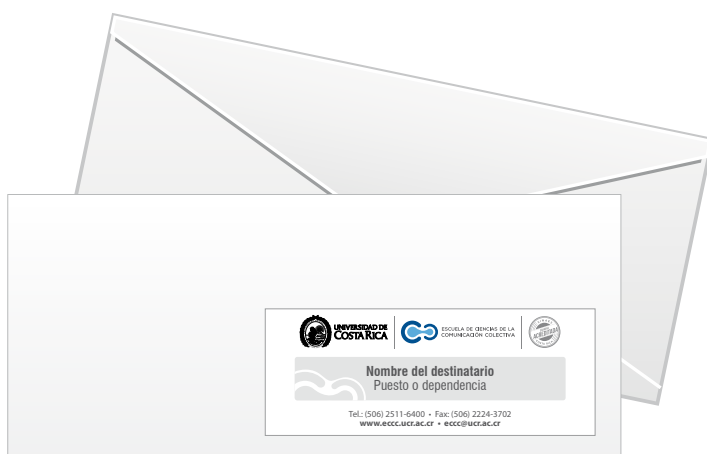 UNIVERSIDAD DE
COSTA RICA
ESCUELA DE CIENCIAS DE LA
COMUNICACIÓN COLECTIVA
ACREDITADA
Nombre del destinatario
Puesto o dependencia
Tel.: (506) 2511-6400 • Fax: (506) 2224-3702
www.eccc.ucr.ac.cr • eccc@ucr.ac.cr